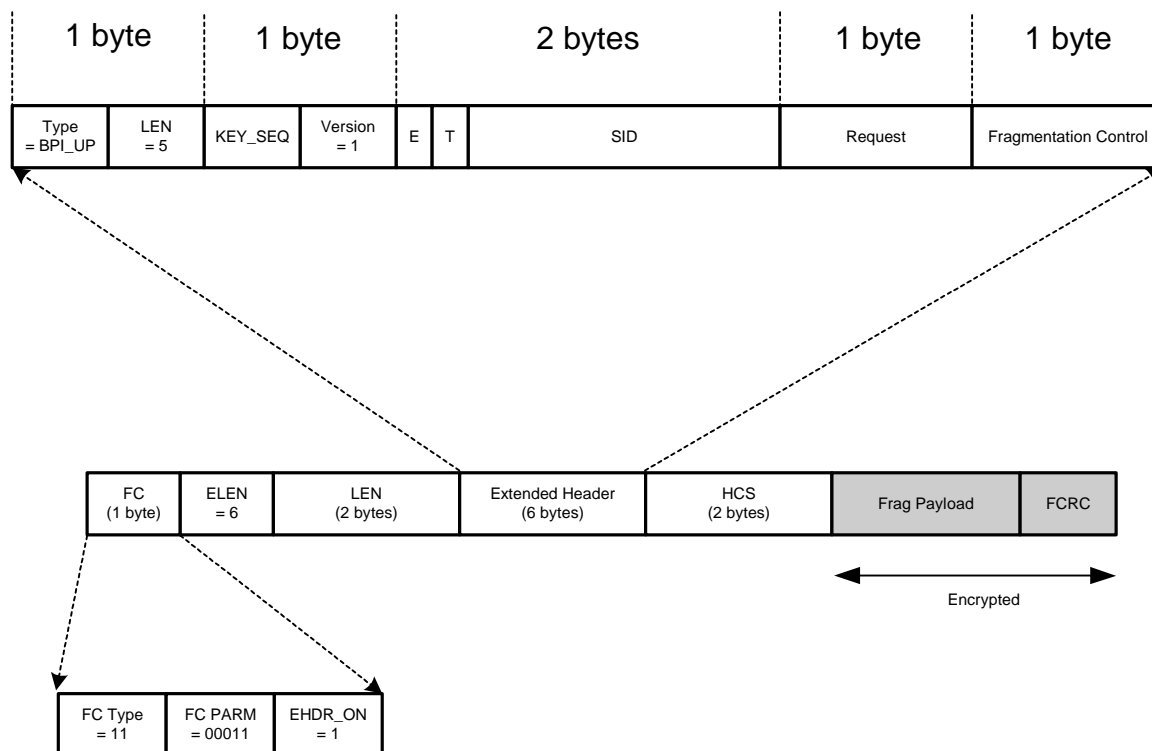 1 byte 1 byte 2 bytes 1 byte 1 byte
Type
= BPI_UP
LEN
= 5
KEY_SEQ
Version
= 1
E
T
SID
Request
Fragmentation Control
FC
(1 byte)
ELEN
= 6
LEN
(2 bytes)
Extended Header
(6 bytes)
HCS
(2 bytes)
Frag Payload
FCRC
Encrypted
FC Type
= 11
FC PARM
= 00011
EHDR_ON
= 1